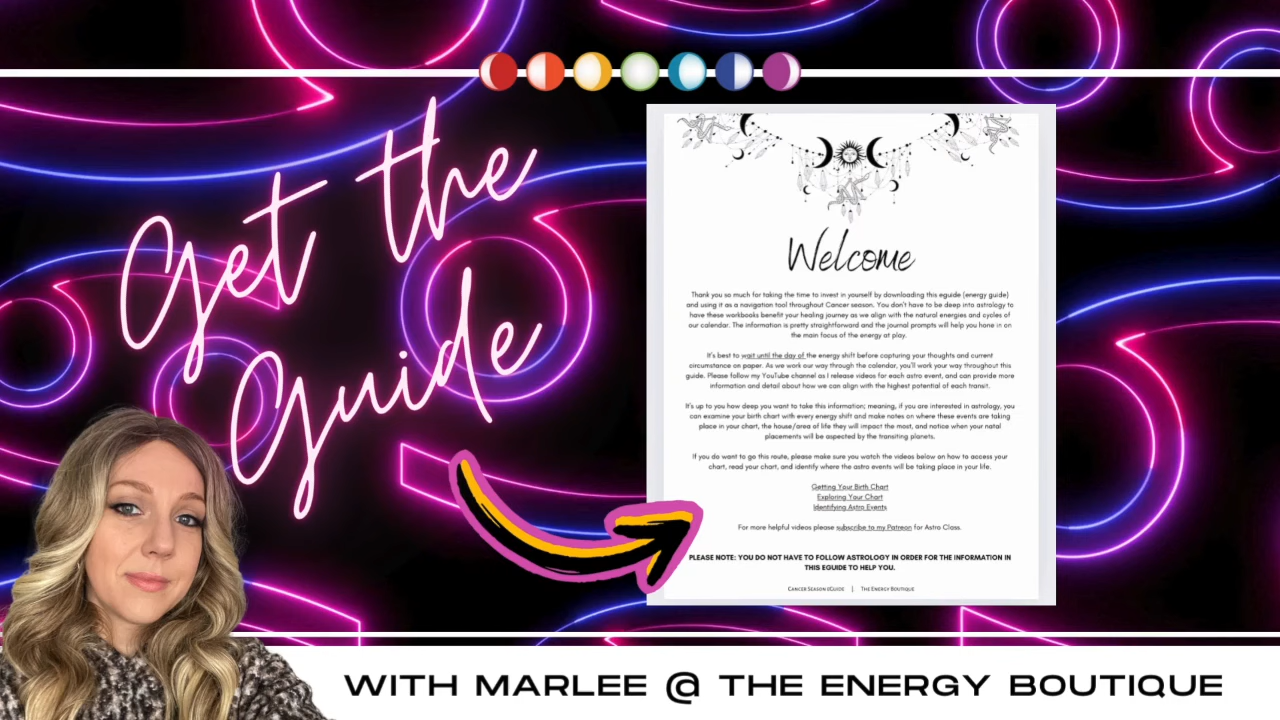 Get the
Guide
Welcome
Thank you so much for taking the time to invest in yourself by downloading this eguide (energy guide)
and using it as a navigation tool throughout Cancer season. You don't have to be deep into astrology to
have these workbooks benefit your healing journey as we align with the natural energies and cycles of
our calendar. The information is pretty straightforward and the journal prompts will help you hone in on
the main focus of the energy at play.
It's best to wait until the day of the energy shift before capturing your thoughts and current
circumstance on paper. As we work our way through the calendar, you'll work your way throughout this
guide. Please follow my YouTube channel as I release videos for each astro event, and can provide more
information and detail about how we can align with the highest potential of each transit.
It's up to you how deep you want to take this information; meaning, if you are interested in astrology, you
can examine your birth chart with every energy shift and make notes on where these events are taking
place in your chart, the house/area of life they will impact the most, and notice when your natal
placements will be aspected by the transiting planets.
If you do want to go this route, please make sure you watch the videos below on how to access your
chart, read your chart, and identify where the astro events will be taking place in your life.
Getting Your Birth Chart
Exploring Your Chart
Identifying Astro Events
For more helpful videos please subscribe to my Patreon for Astro Class.
PLEASE NOTE: YOU DO NOT HAVE TO FOLLOW ASTROLOGY IN ORDER FOR THE INFORMATION IN
THIS EGUIDE TO HELP YOU.
Cancer Season eGuide | The Energy Boutique
WITH MARLEE @ THE ENERGY BOUTIQUE